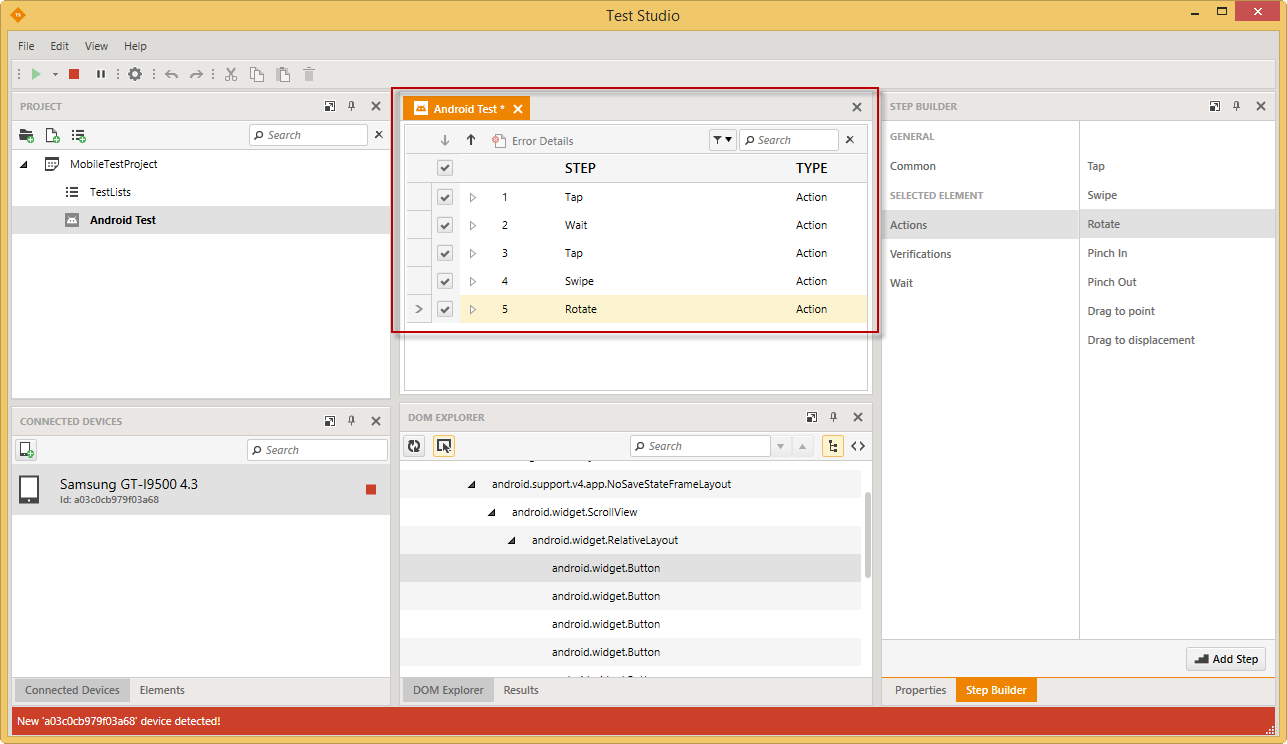 Test Studio
File Edit View Help
PROJECT
Search
MobileTestProject
TestLists
Android Test
Android Test *
Error Details
Search
STEP TYPE
1 Tap Action
2 Wait Action
3 Tap Action
4 Swipe Action
5 Rotate Action
STEP BUILDER
GENERAL
Common
SELECTED ELEMENT
Actions
Verifications
Wait
Tap
Swipe
Rotate
Pinch In
Pinch Out
Drag to point
Drag to displacement
Add Step
Properties Step Builder
CONNECTED DEVICES
Search
Samsung GT-I9500 4.3
Id: a03c0cb979f03a68
Connected Devices Elements
DOM EXPLORER
Search
android.support.v4.app.NoSaveStateFrameLayout
android.widget.ScrollView
android.widget.RelativeLayout
android.widget.Button
android.widget.Button
android.widget.Button
android.widget.Button
DOM Explorer Results
New 'a03c0cb979f03a68' device detected!